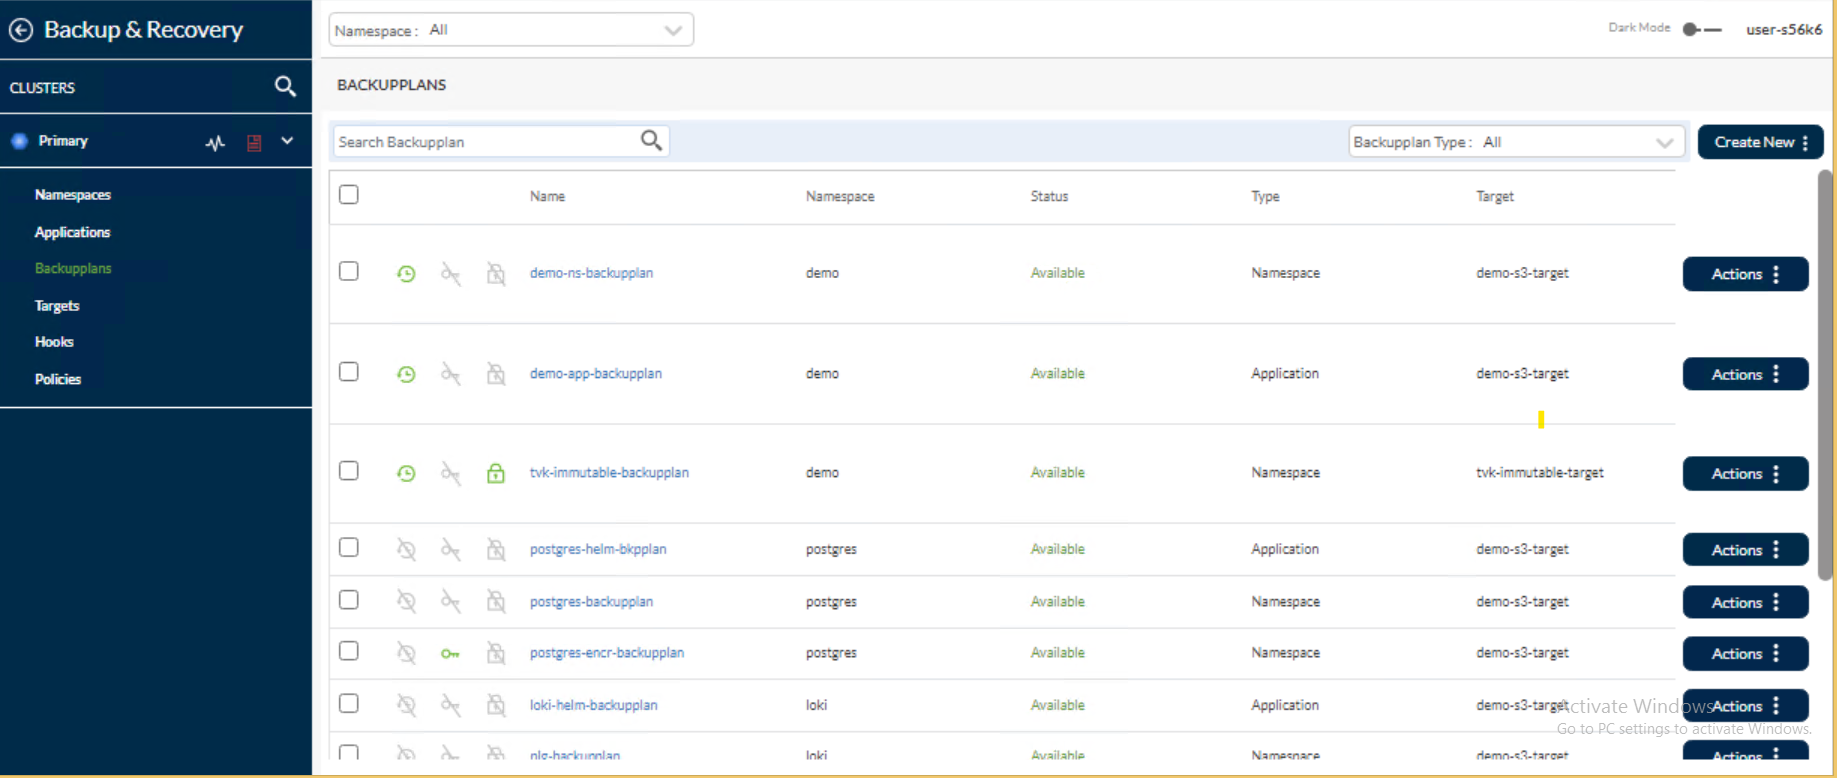 Backup & Recovery
Namespace : All
Dark Mode
user-s56k6
CLUSTERS
BACKUPPLANS
Primary
Search Backupplan
Backupplan Type : All
Create New
Namespaces
Applications
Backupplans
Targets
Hooks
Policies
Name Namespace Status Type Target
demo-ns-backupplan demo Available Namespace demo-s3-target Actions
demo-app-backupplan demo Available Application demo-s3-target Actions
tvk-immutable-backupplan demo Available Namespace tvk-immutable-target Actions
postgres-helm-bkpplan postgres Available Application demo-s3-target Actions
postgres-backupplan postgres Available Namespace demo-s3-target Actions
postgres-encr-backupplan postgres Available Namespace demo-s3-target Actions
loki-helm-backupplan loki Available Application demo-s3-target Actions
Activate Windows
Go to PC settings to activate Windows.
plg-backupplan loki Available Namespace demo-s3-target Actions